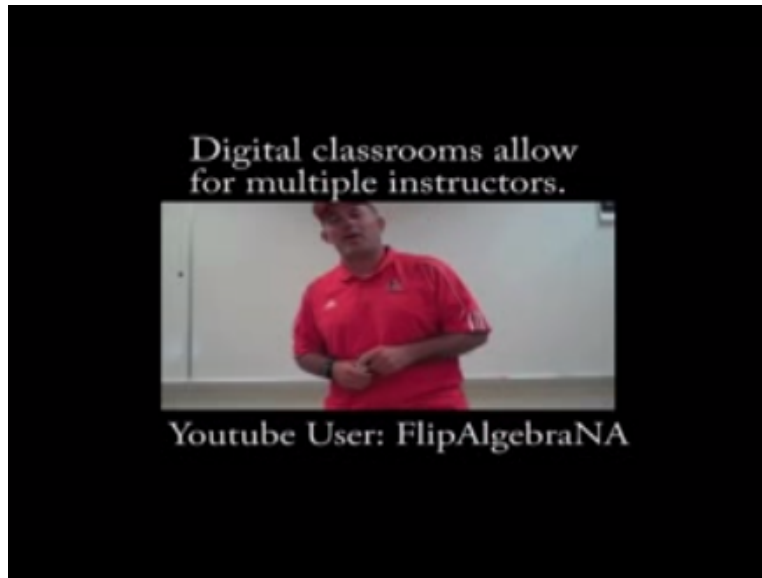 Digital classrooms allow
for multiple instructors.
Youtube User: FlipAlgebraNA